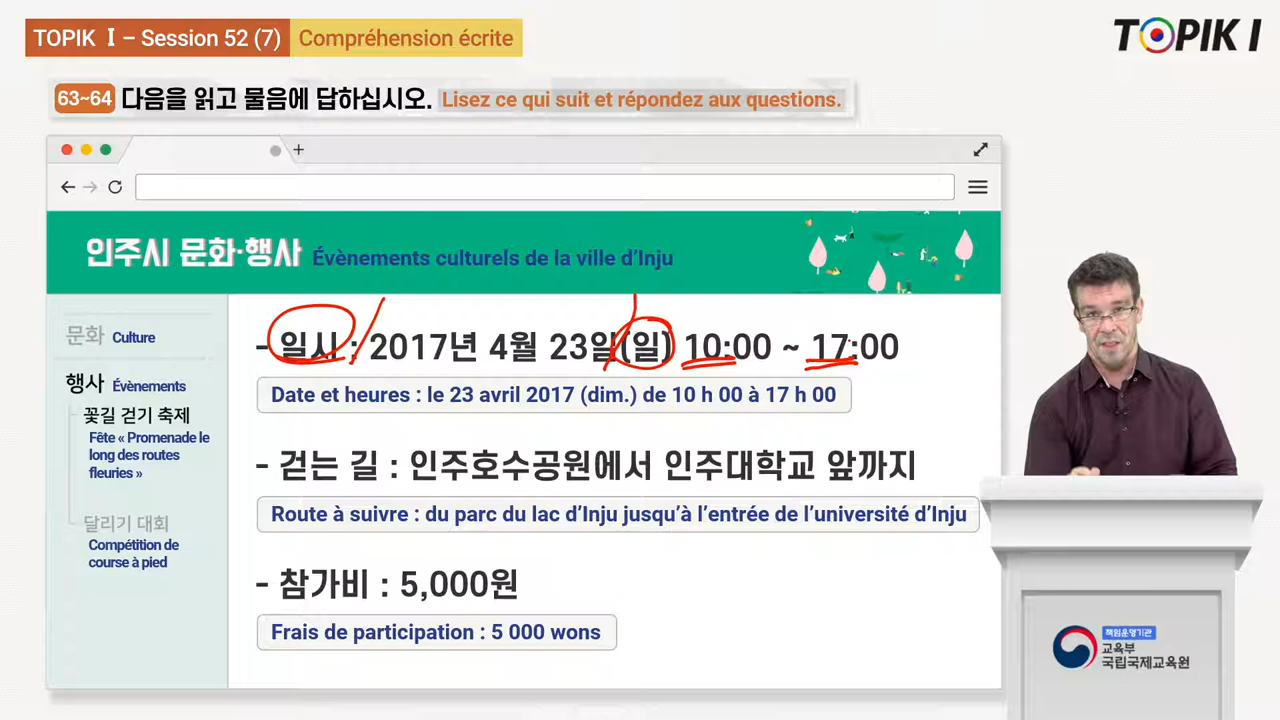 TOPIK Ⅰ – Session 52 (7) Compréhension écrite
TOPIK I
63~64 다음을 읽고 물음에 답하십시오. Lisez ce qui suit et répondez aux questions.
인주시 문화·행사 Évènements culturels de la ville d'Inju
문화 Culture
행사 Évènements
꽃길 걷기 축제
Fête « Promenade le
long des routes
fleuries »
달리기 대회
Compétition de
course à pied
- 일시 : 2017년 4월 23일(일) 10:00 ~ 17:00
Date et heures : le 23 avril 2017 (dim.) de 10 h 00 à 17 h 00
- 걷는 길 : 인주호수공원에서 인주대학교 앞까지
Route à suivre : du parc du lac d'Inju jusqu'à l'entrée de l'université d'Inju
- 참가비 : 5,000원
Frais de participation : 5 000 wons
책임운영기관
교육부
국립국제교육원